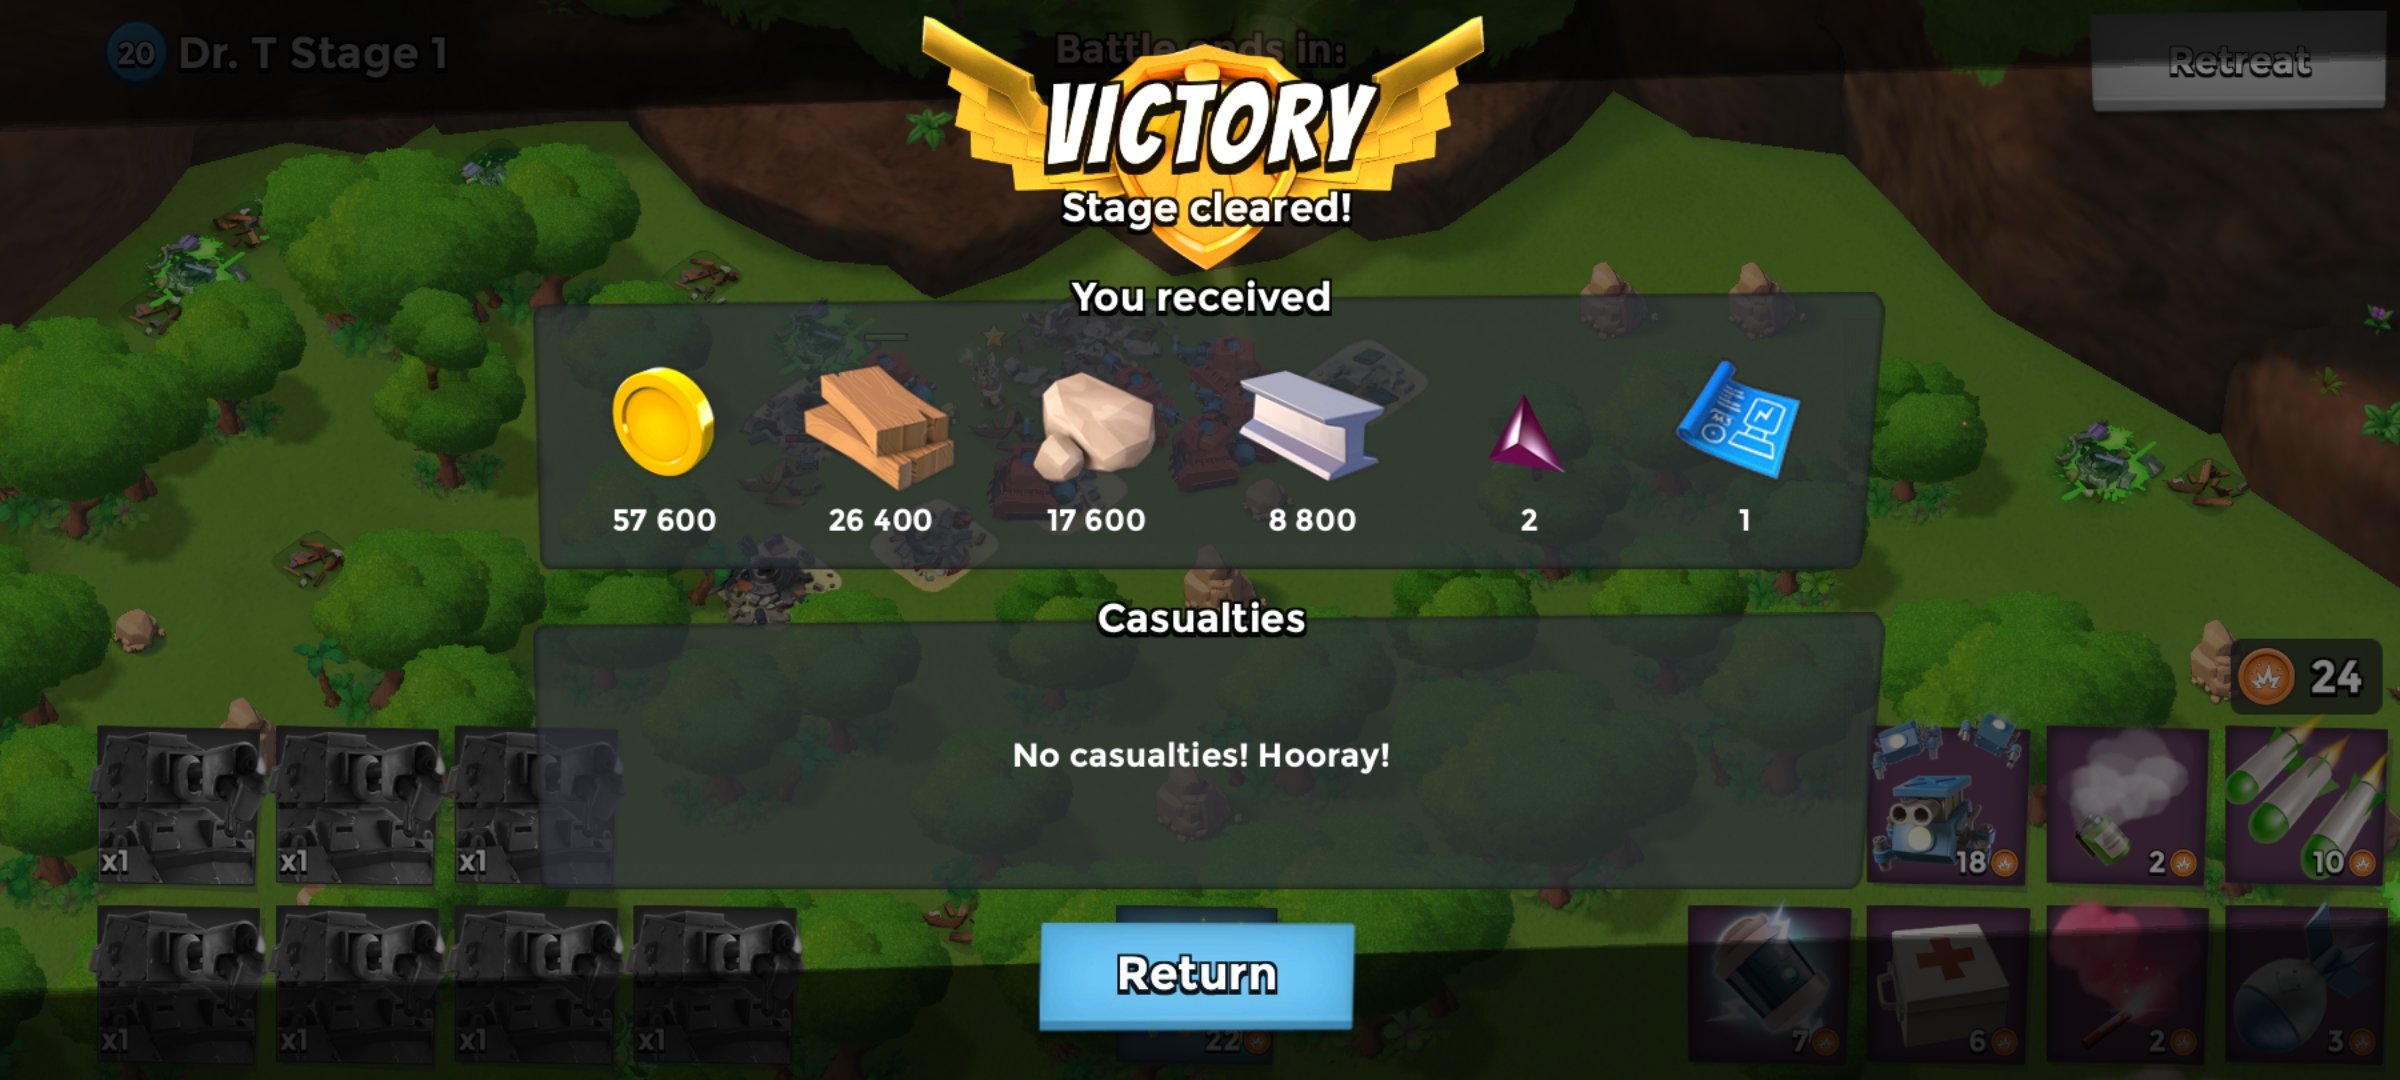 20 Dr. T Stage 1
Battle ends in:
Retreat
VICTORY
Stage cleared!
You received
57 600
26 400
17 600
8 800
2
1
Casualties
No casualties! Hooray!
24
x1
x1
x1
18
2
10
x1
x1
x1
x1
Return
22
7
6
2
3